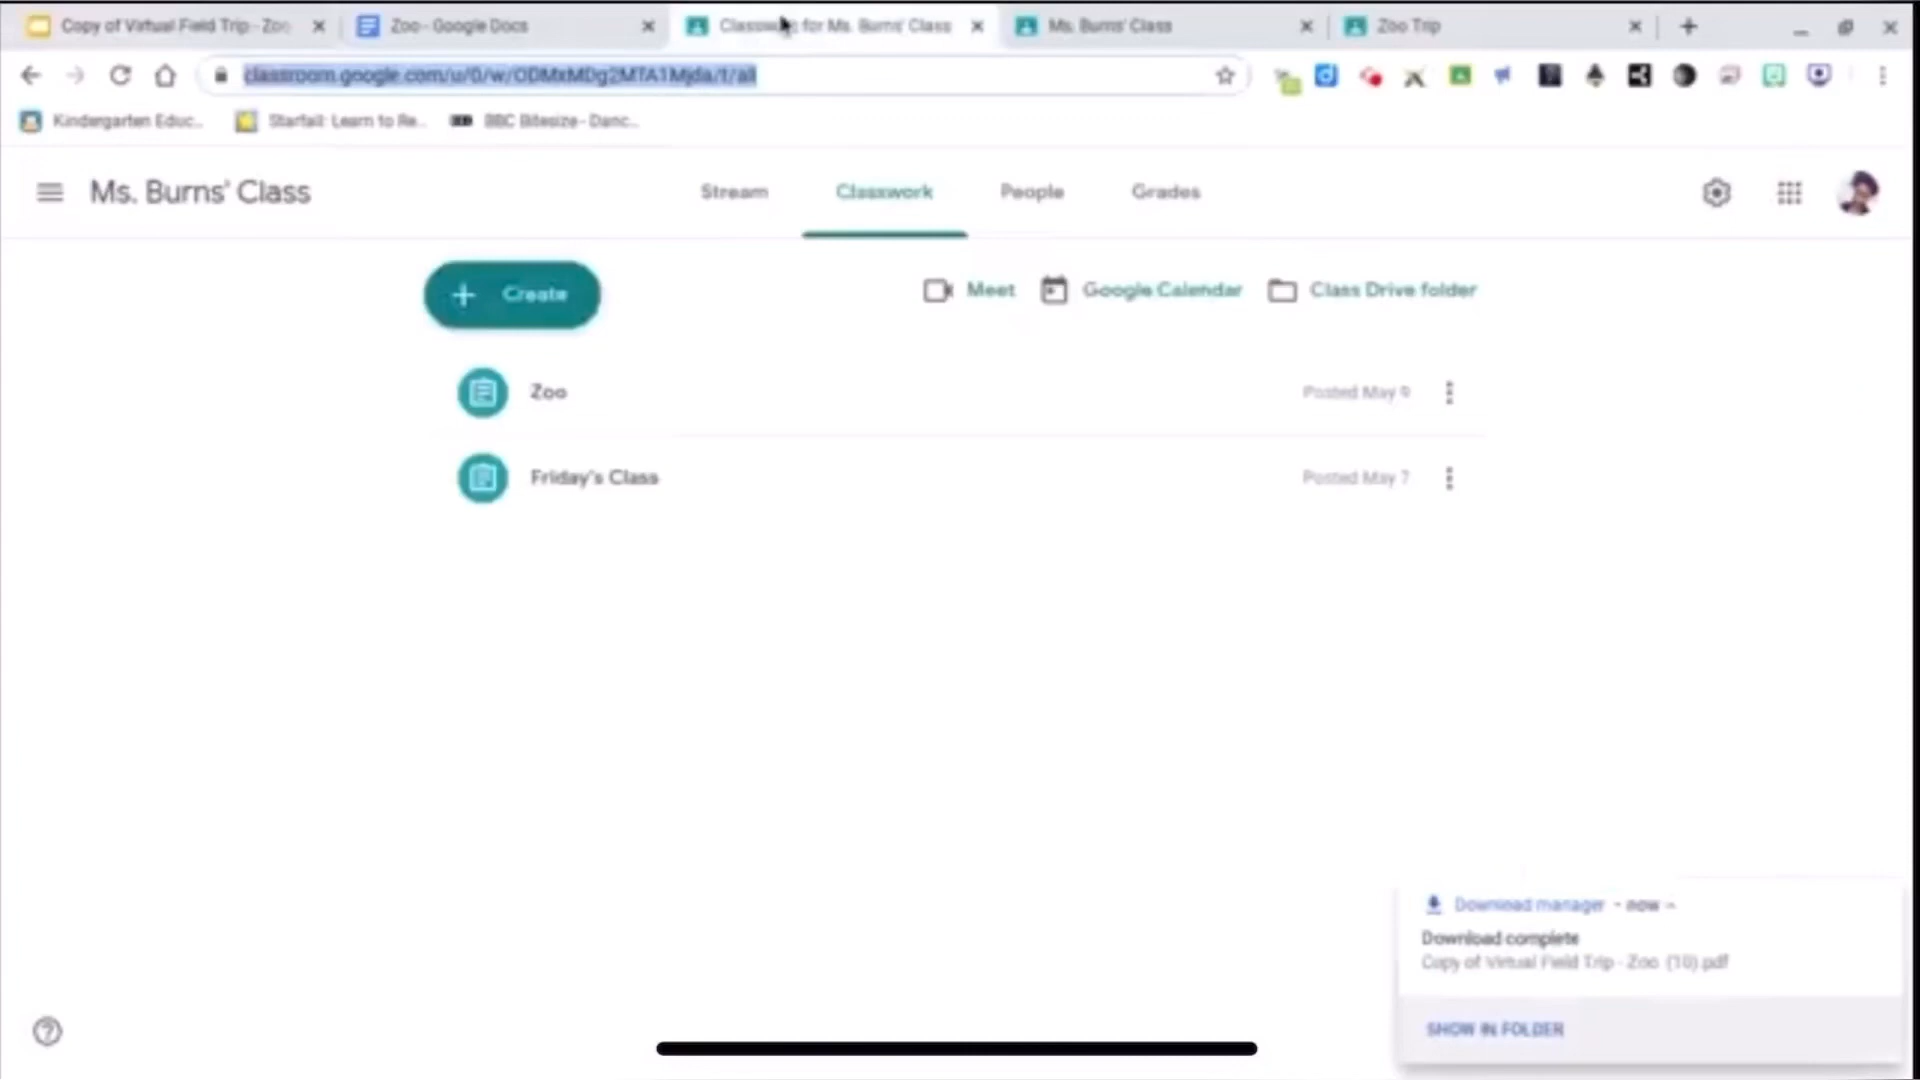 Copy of Virtual Field Trip - Zoo
Zoo - Google Docs
Classwork for Ms. Burns' Class
Ms. Burns' Class
Zoo Trip
classroom.google.com/u/0/w/ODMxMDg2MTA1Mjda/t/all
Kindergarten Educ...
Starfall: Learn to Re...
BBC Bitesize - Danc...
Ms. Burns' Class
Stream
Classwork
People
Grades
+ Create
Meet
Google Calendar
Class Drive folder
Zoo
Posted May 9
Friday's Class
Posted May 7
Download manager • now
Download complete
Copy of Virtual Field Trip - Zoo (10).pdf
SHOW IN FOLDER